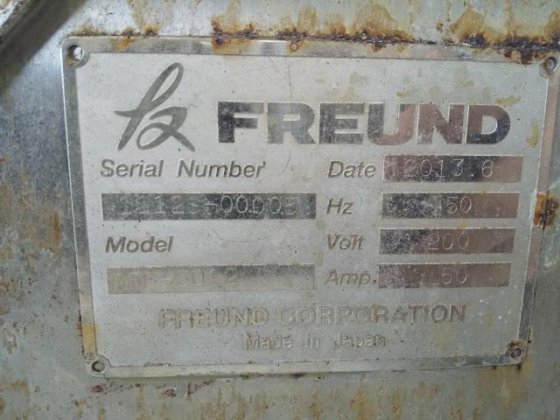 FREUND
Serial Number Date 2013.6
Hz 50
Model Volt 200
Amp. 50
FREUND CORPORATION
Made in Japan